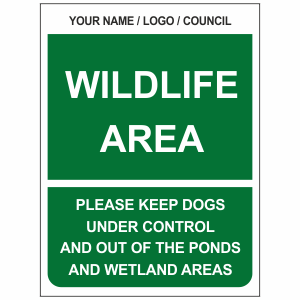 YOUR NAME / LOGO / COUNCIL
WILDLIFE
AREA
PLEASE KEEP DOGS
UNDER CONTROL
AND OUT OF THE PONDS
AND WETLAND AREAS